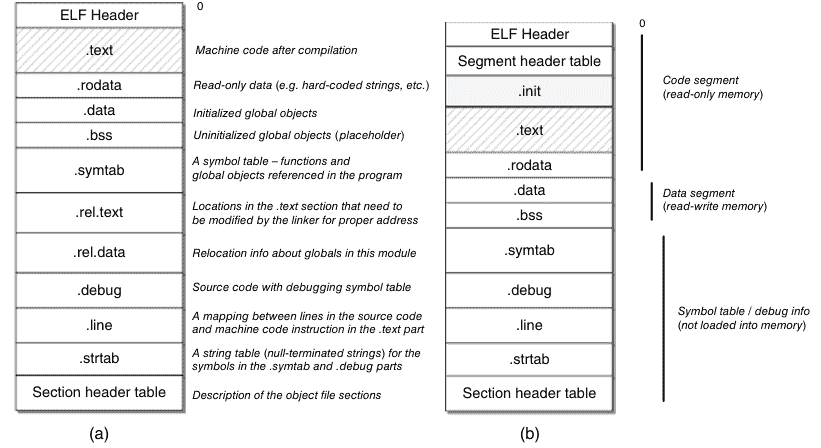 0
ELF Header
.text
Machine code after compilation
.rodata
Read-only data (e.g. hard-coded strings, etc.)
.data
Initialized global objects
.bss
Uninitialized global objects (placeholder)
.symtab
A symbol table – functions and
global objects referenced in the program
.rel.text
Locations in the .text section that need to
be modified by the linker for proper address
.rel.data
Relocation info about globals in this module
.debug
Source code with debugging symbol table
.line
A mapping between lines in the source code
and machine code instruction in the .text part
.strtab
A string table (null-terminated strings) for the
symbols in the .symtab and .debug parts
Section header table
Description of the object file sections
(a)
0
ELF Header
Segment header table
.init
.text
.rodata
Code segment
(read-only memory)
.data
.bss
Data segment
(read-write memory)
.symtab
.debug
.line
.strtab
Section header table
Symbol table / debug info
(not loaded into memory)
(b)